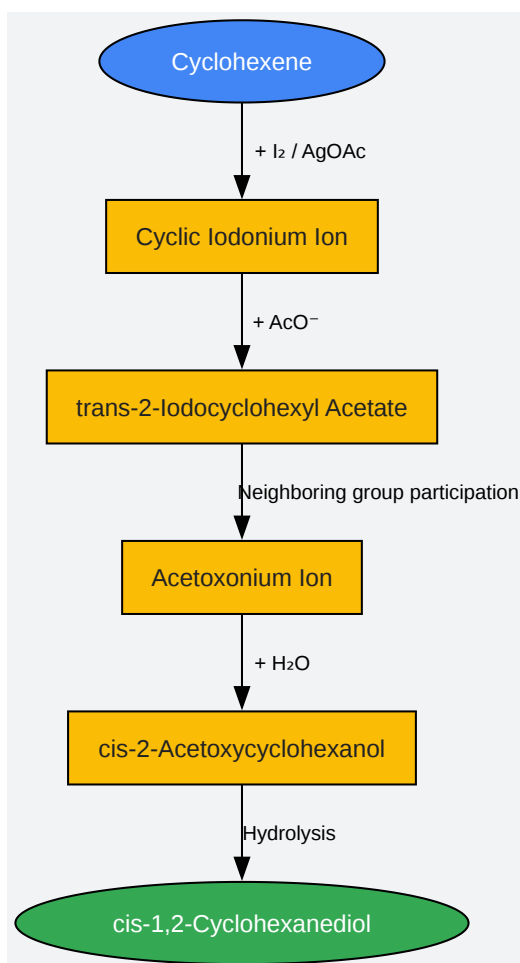 Cyclohexene
+ I₂ / AgOAc
Cyclic Iodonium Ion
+ AcO⁻
trans-2-Iodocyclohexyl Acetate
Neighboring group participation
Acetoxonium Ion
+ H₂O
cis-2-Acetoxycyclohexanol
Hydrolysis
cis-1,2-Cyclohexanediol